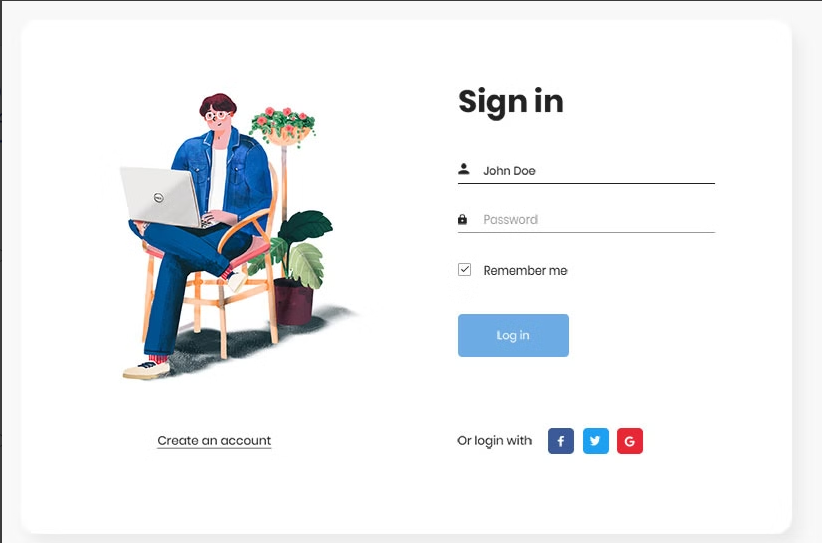 Sign in
John Doe
Password
Remember me
Log in
Create an account
Or login with